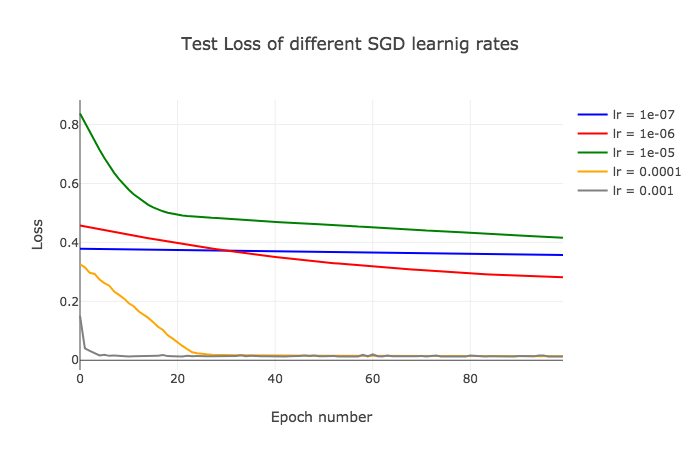 Test Loss of different SGD learnig rates
lr = 1e-07
lr = 1e-06
lr = 1e-05
lr = 0.0001
lr = 0.001
Loss
0.8
0.6
0.4
0.2
0
0 20 40 60 80
Epoch number